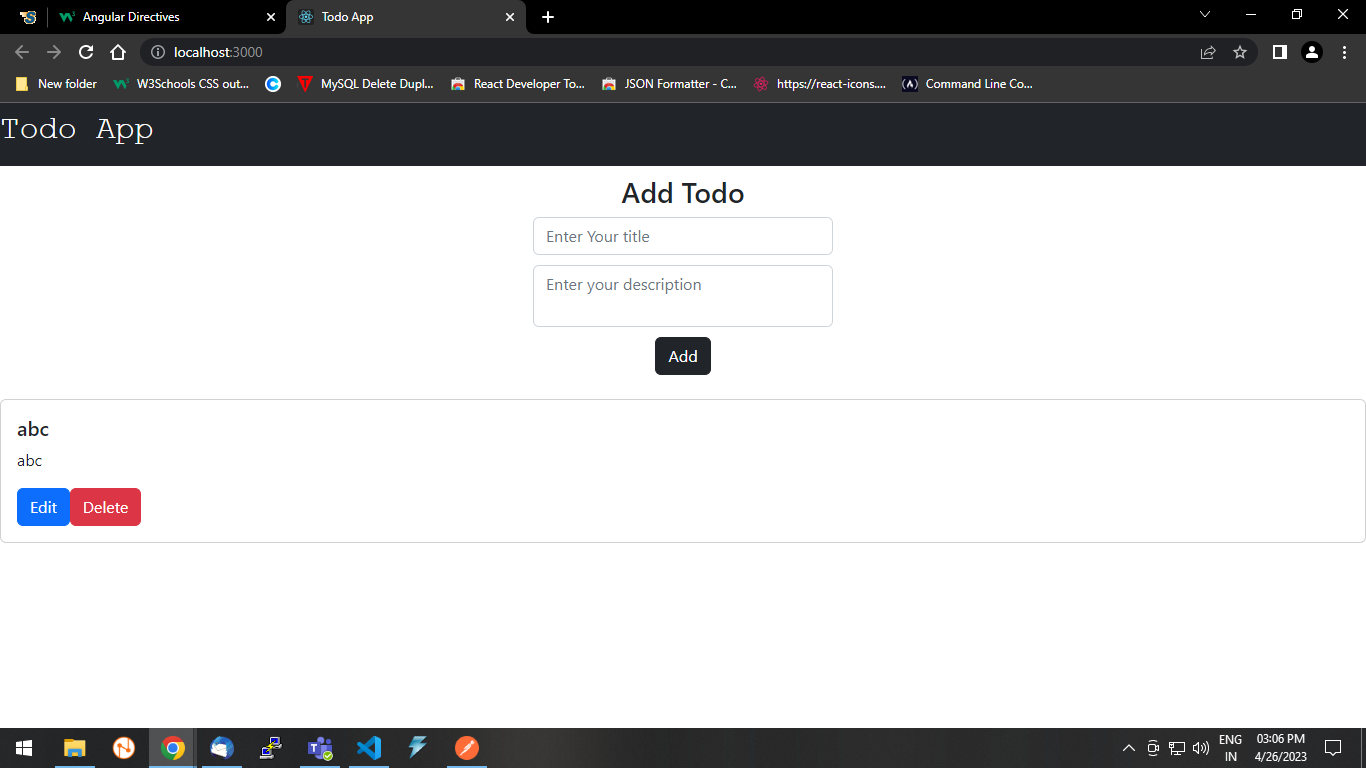 Angular Directives
Todo App
localhost:3000
New folder
W3Schools CSS out...
MySQL Delete Dupl...
React Developer To...
JSON Formatter - C...
https://react-icons....
Command Line Co...
Todo App
Add Todo
Enter Your title
Enter your description
Add
abc
abc
Edit
Delete
ENG
IN
03:06 PM
4/26/2023